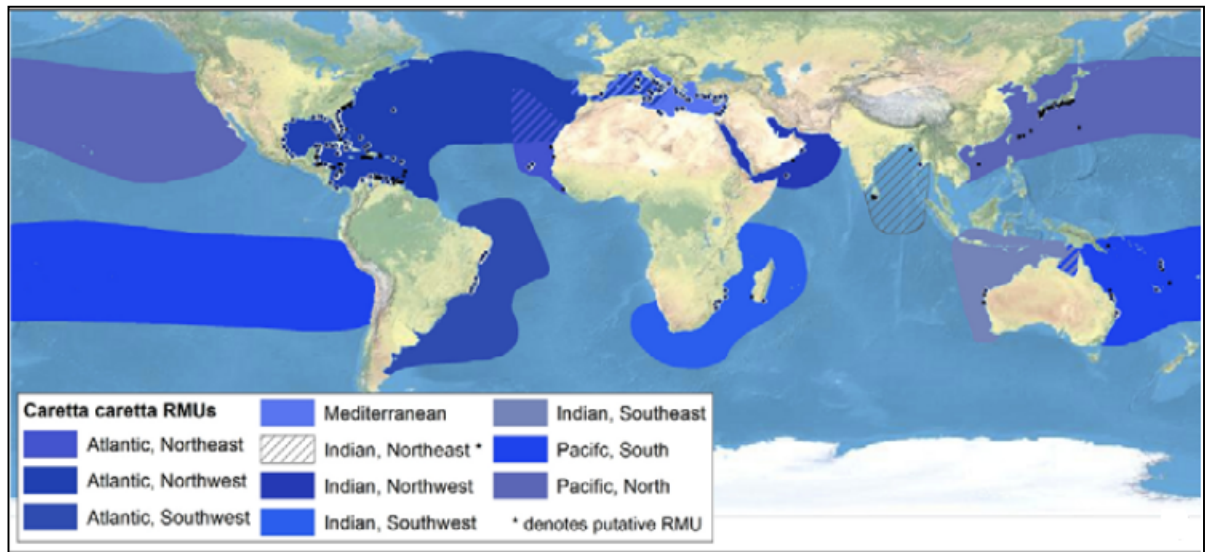 Caretta caretta RMUs
Atlantic, Northeast
Atlantic, Northwest
Atlantic, Southwest
Mediterranean
Indian, Northeast *
Indian, Northwest
Indian, Southwest
Indian, Southeast
Pacifc, South
Pacific, North
* denotes putative RMU